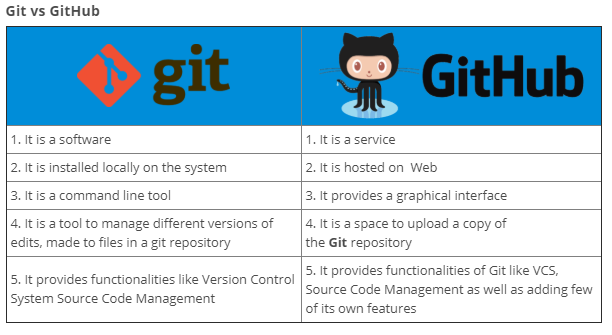 Git vs GitHub
git
GitHub
1. It is a software
1. It is a service
2. It is installed locally on the system
2. It is hosted on  Web
3. It is a command line tool
3. It provides a graphical interface
4. It is a tool to manage different versions of
edits, made to files in a git repository
4. It is a space to upload a copy of
the Git repository
5. It provides functionalities like Version Control
System Source Code Management
5. It provides functionalities of Git like VCS,
Source Code Management as well as adding few
of its own features